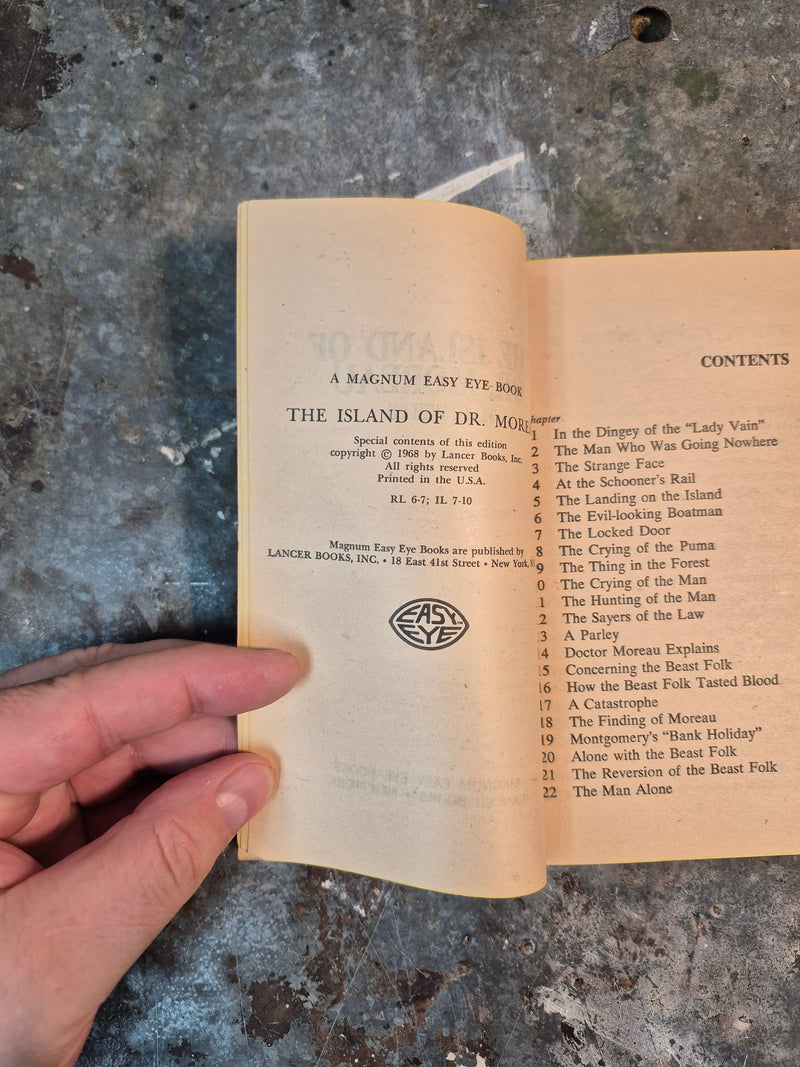 A MAGNUM EASY EYE BOOK
THE ISLAND OF DR. MORE
Special contents of this edition
copyright © 1968 by Lancer Books, Inc.
All rights reserved
Printed in the U.S.A.
RL 6-7; IL 7-10
Magnum Easy Eye Books are published by
LANCER BOOKS, INC. • 18 East 41st Street • New York,
EASY
EYE
CONTENTS
hapter
1 In the Dingey of the “Lady Vain”
2 The Man Who Was Going Nowhere
3 The Strange Face
4 At the Schooner's Rail
5 The Landing on the Island
6 The Evil-looking Boatman
7 The Locked Door
8 The Crying of the Puma
9 The Thing in the Forest
0 The Crying of the Man
1 The Hunting of the Man
2 The Sayers of the Law
3 A Parley
4 Doctor Moreau Explains
15 Concerning the Beast Folk
16 How the Beast Folk Tasted Blood
17 A Catastrophe
18 The Finding of Moreau
19 Montgomery's “Bank Holiday”
20 Alone with the Beast Folk
21 The Reversion of the Beast Folk
22 The Man Alone